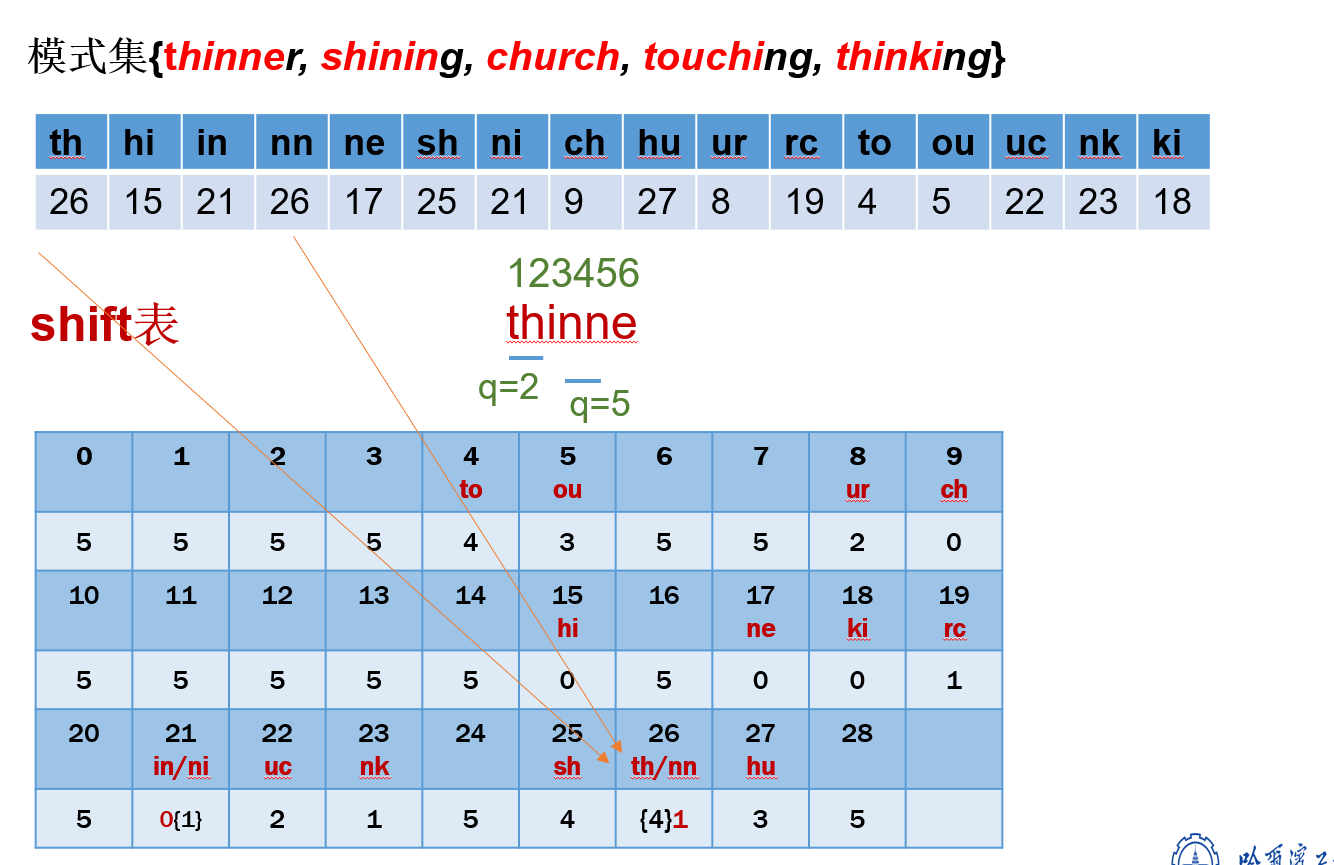 模式集{thinner, shining, church, touching, thinking}
th hi in nn ne sh ni ch hu ur rc to ou uc nk ki
26 15 21 26 17 25 21 9 27 8 19 4 5 22 23 18
123456
shift表 thinne
q=2 q=5
0 1 2 3 4 5 6 7 8 9
to ou ur ch
5 5 5 5 4 3 5 5 2 0
10 11 12 13 14 15 16 17 18 19
hi ne ki rc
5 5 5 5 5 0 5 0 0 1
20 21 22 23 24 25 26 27 28
in/ni uc nk sh th/nn hu
5 0{1} 2 1 5 4 {4}1 3 5
哈爾濱